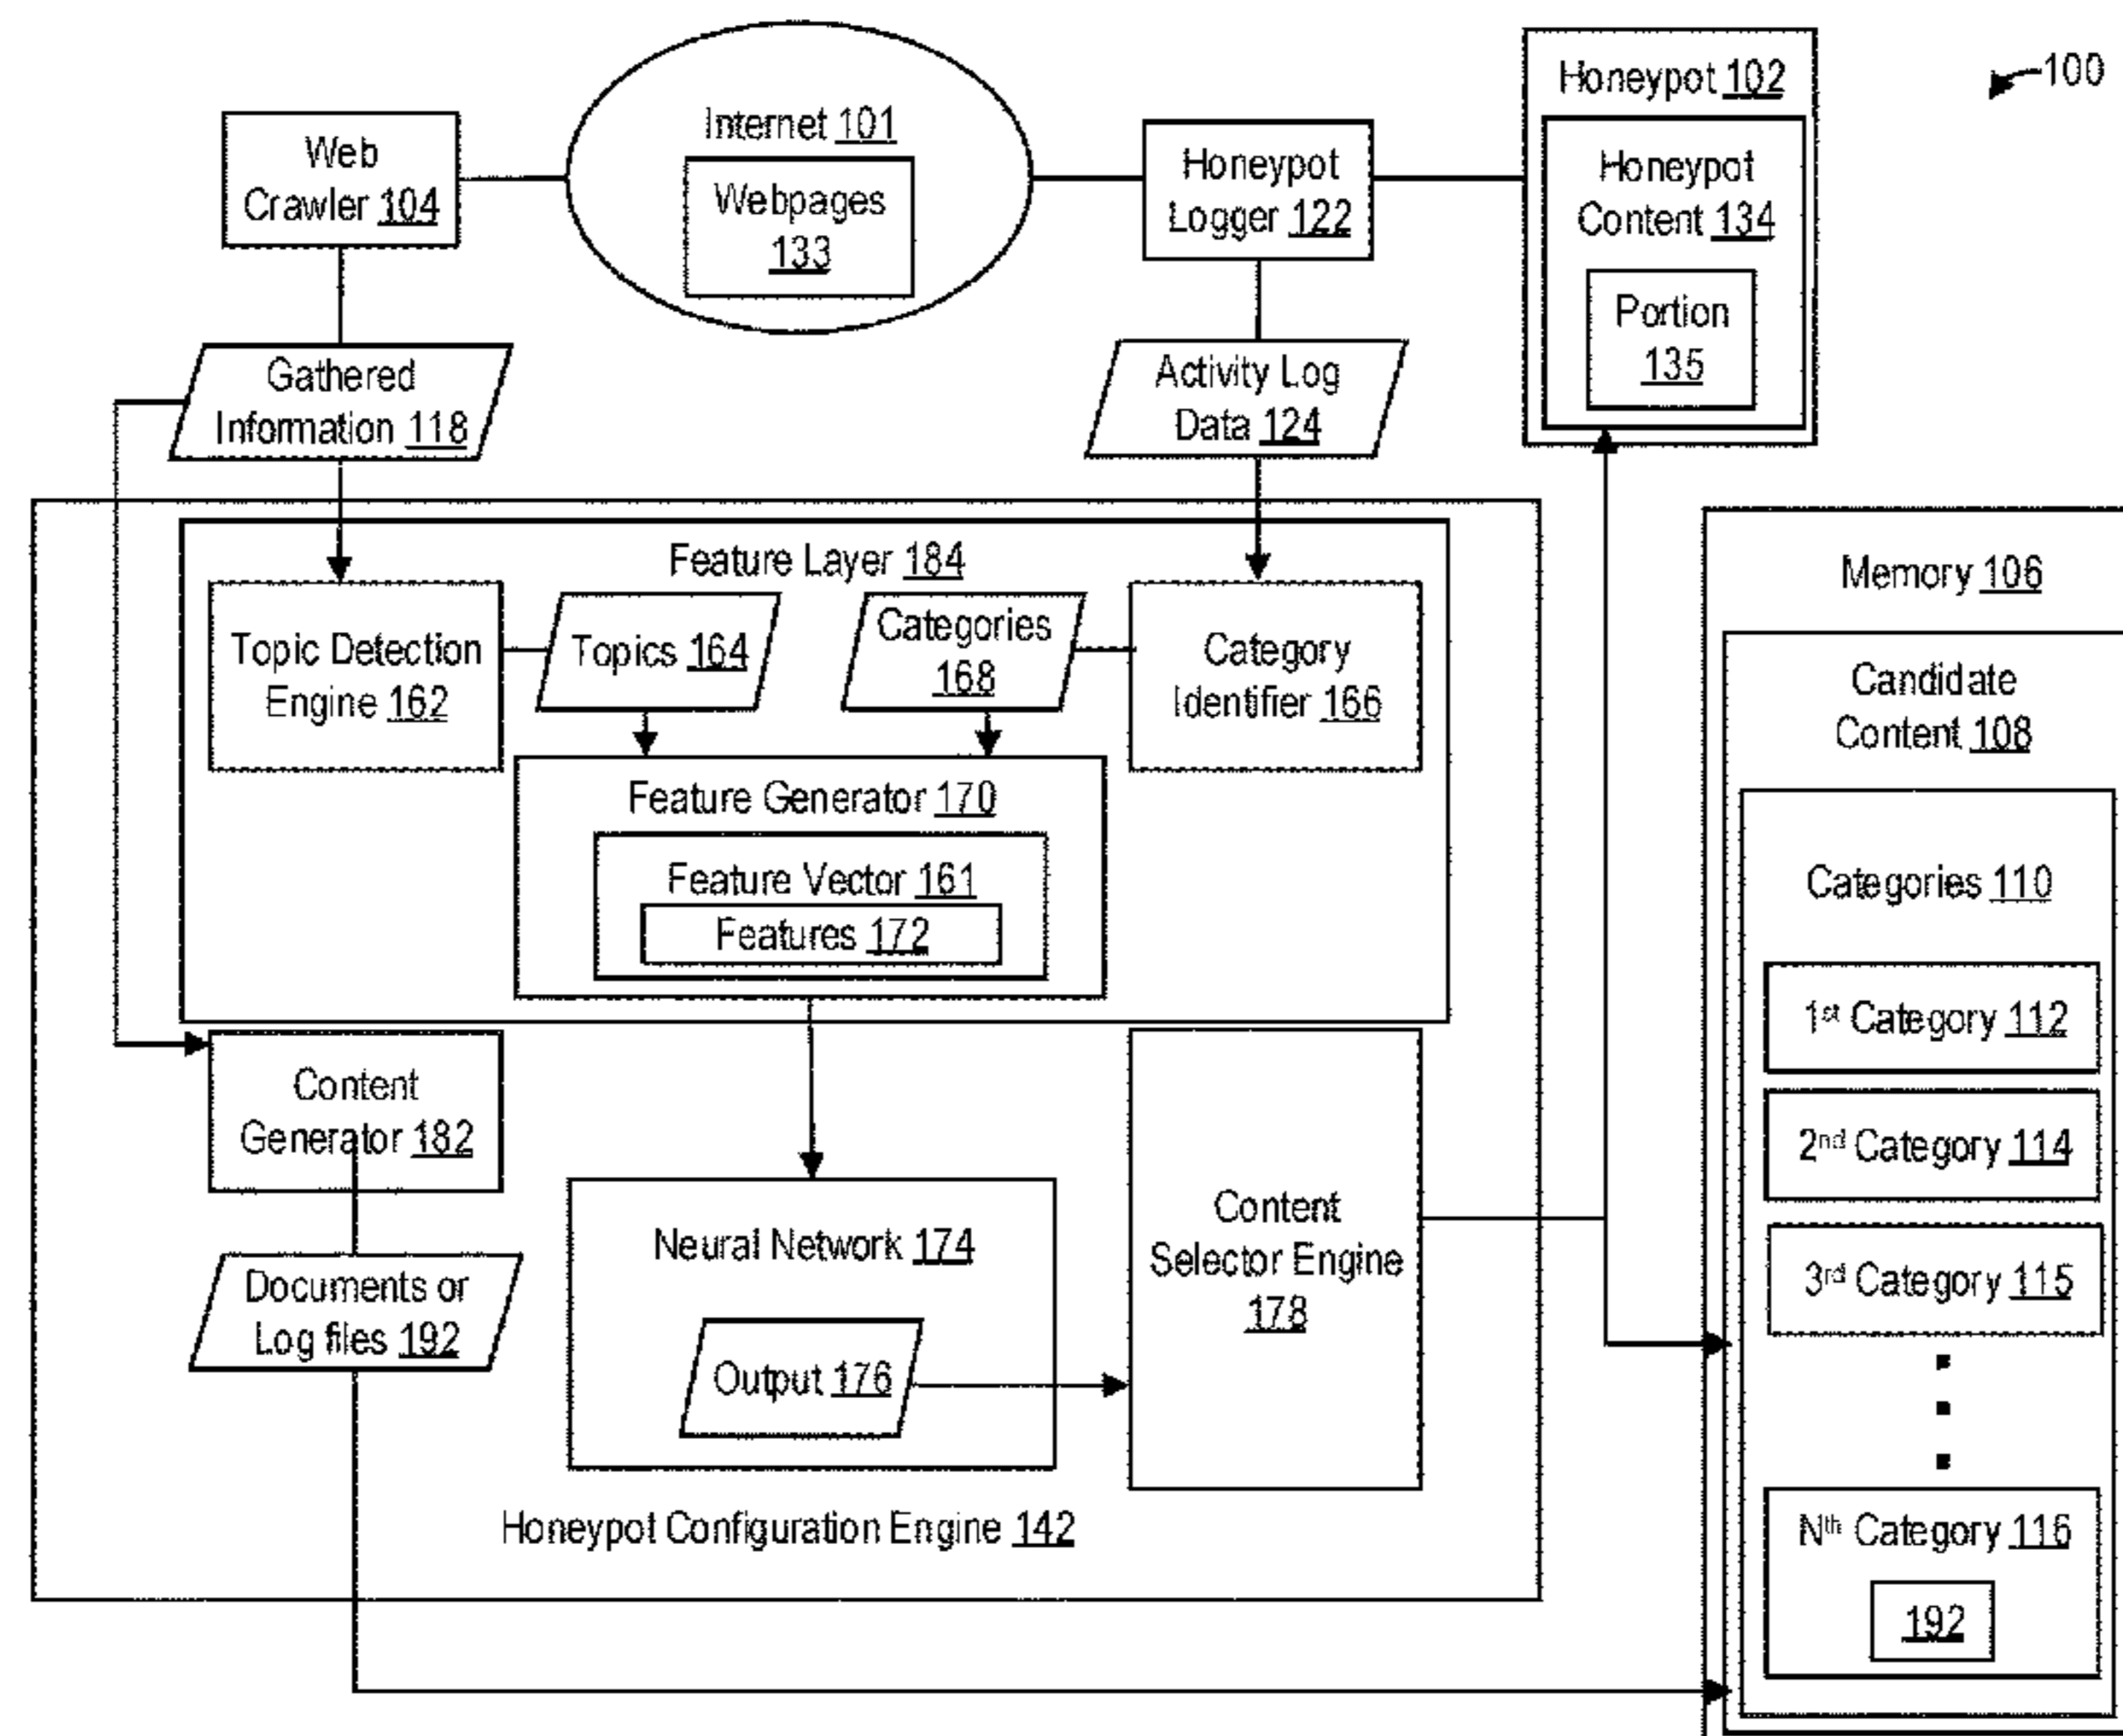 100
Honeypot 102
Honeypot
Content 134
Portion
135
Internet 101
Webpages
133
Web
Crawler 104
Honeypot
Logger 122
Gathered
Information 118
Activity Log
Data 124
Feature Layer 184
Topic Detection
Engine 162
Topics 164
Categories
168
Category
Identifier 166
Feature Generator 170
Feature Vector 161
Features 172
Content
Generator 182
Documents or
Log files 192
Neural Network 174
Output 176
Content
Selector Engine
178
Honeypot Configuration Engine 142
Memory 106
Candidate
Content 108
Categories 110
1st Category 112
2nd Category 114
3rd Category 115
Nth Category 116
192